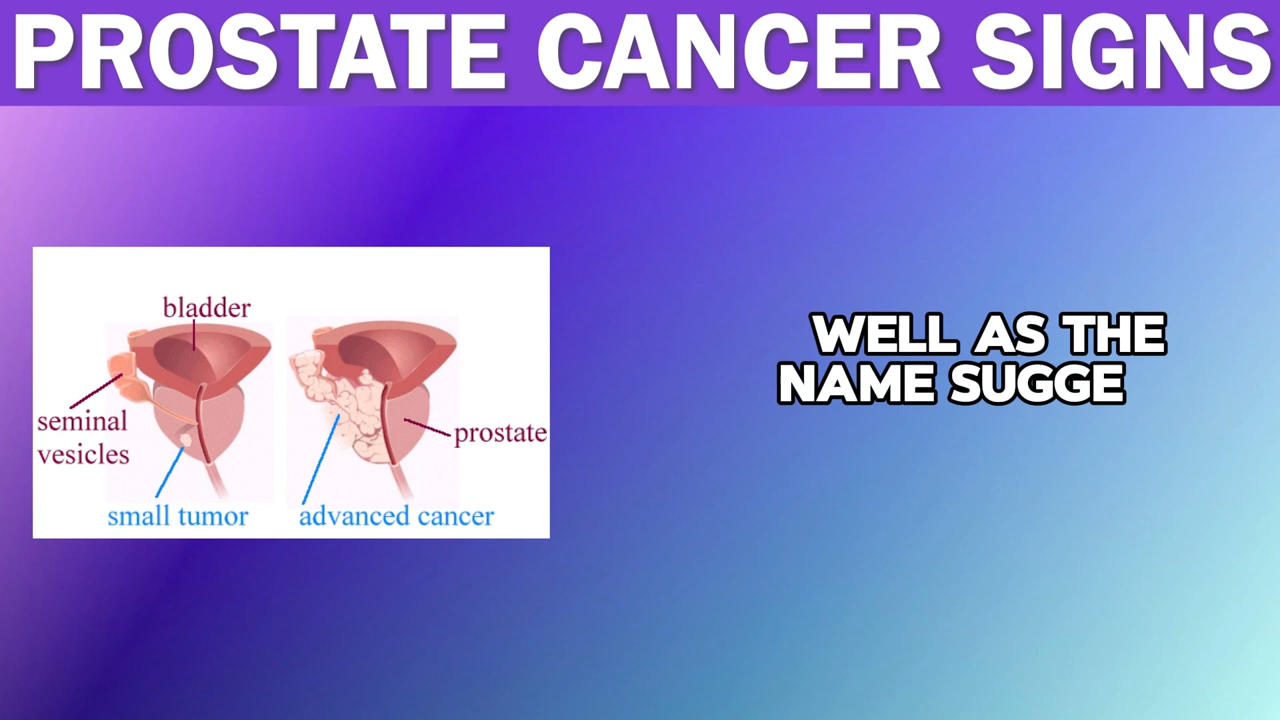 PROSTATE CANCER SIGNS
bladder
seminal
vesicles
prostate
small tumor
advanced cancer
WELL AS THE
NAME SUGGE